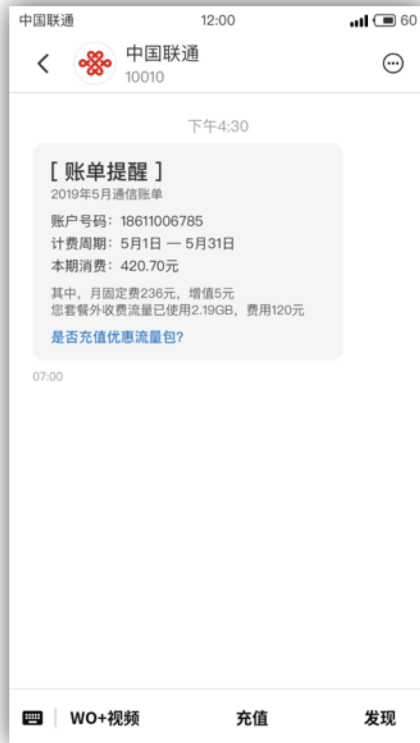 中国联通
12:00
60
中国联通
10010
下午4:30
[ 账单提醒 ]
2019年5月通信账单
账户号码：18611006785
计费周期：5月1日 — 5月31日
本期消费：420.70元
其中，月固定费236元，增值5元
您套餐外收费流量已使用2.19GB，费用120元
是否充值优惠流量包?
07:00
WO+视频
充值
发现